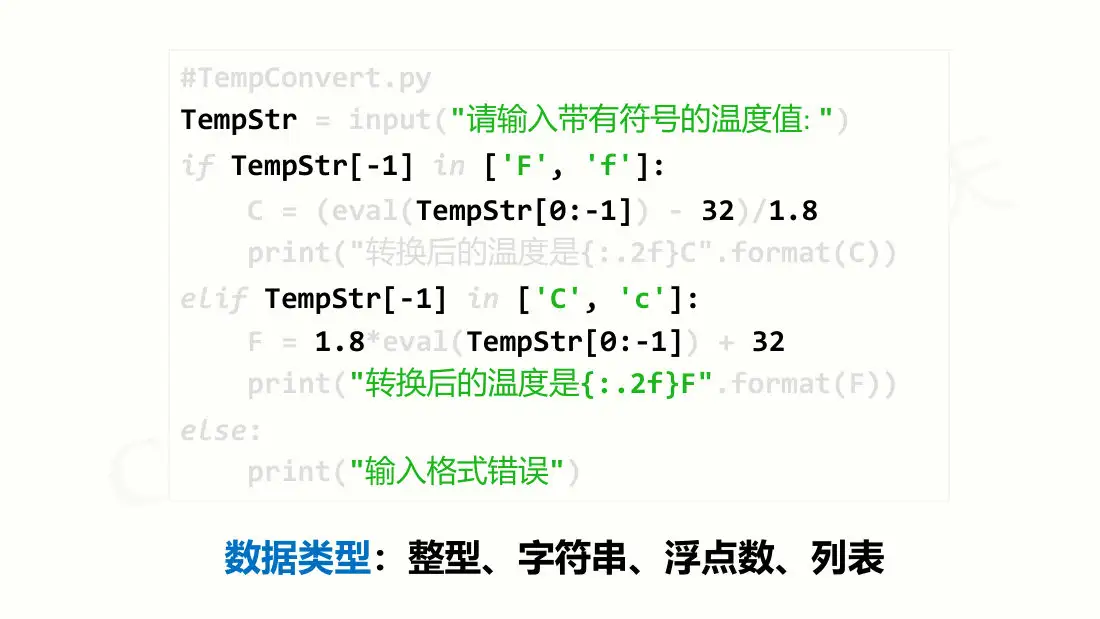 #TempConvert.py
TempStr = input("请输入带有符号的温度值: ")
if TempStr[-1] in ['F', 'f']:
    C = (eval(TempStr[0:-1]) - 32)/1.8
    print("转换后的温度是{:.2f}C".format(C))
elif TempStr[-1] in ['C', 'c']:
    F = 1.8*eval(TempStr[0:-1]) + 32
    print("转换后的温度是{:.2f}F".format(F))
else:
    print("输入格式错误")
数据类型：整型、字符串、浮点数、列表